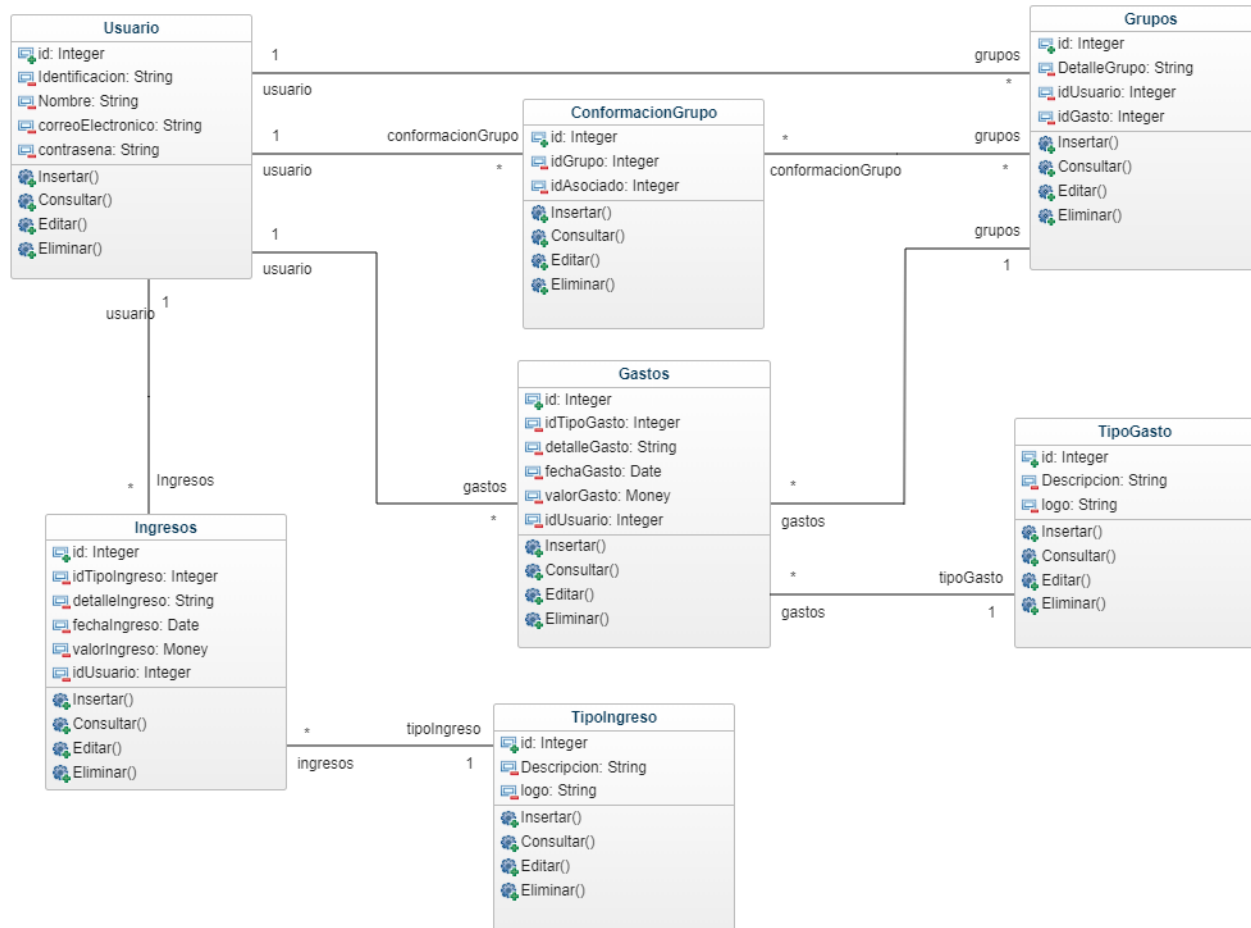 Usuario
id: Integer
Identificacion: String
Nombre: String
correoElectronico: String
contrasena: String
Insertar()
Consultar()
Editar()
Eliminar()
1
usuario
grupos
*
1
usuario
conformacionGrupo
*
1
usuario
usuario
1
ConformacionGrupo
id: Integer
idGrupo: Integer
idAsociado: Integer
Insertar()
Consultar()
Editar()
Eliminar()
*
conformacionGrupo
grupos
*
grupos
1
Grupos
id: Integer
DetalleGrupo: String
idUsuario: Integer
idGasto: Integer
Insertar()
Consultar()
Editar()
Eliminar()
gastos
*
Gastos
id: Integer
idTipoGasto: Integer
detalleGasto: String
fechaGasto: Date
valorGasto: Money
idUsuario: Integer
Insertar()
Consultar()
Editar()
Eliminar()
*
gastos
*
gastos
tipoGasto
1
TipoGasto
id: Integer
Descripcion: String
logo: String
Insertar()
Consultar()
Editar()
Eliminar()
*
Ingresos
Ingresos
id: Integer
idTipoIngreso: Integer
detalleIngreso: String
fechaIngreso: Date
valorIngreso: Money
idUsuario: Integer
Insertar()
Consultar()
Editar()
Eliminar()
*
ingresos
tipoIngreso
1
TipoIngreso
id: Integer
Descripcion: String
logo: String
Insertar()
Consultar()
Editar()
Eliminar()